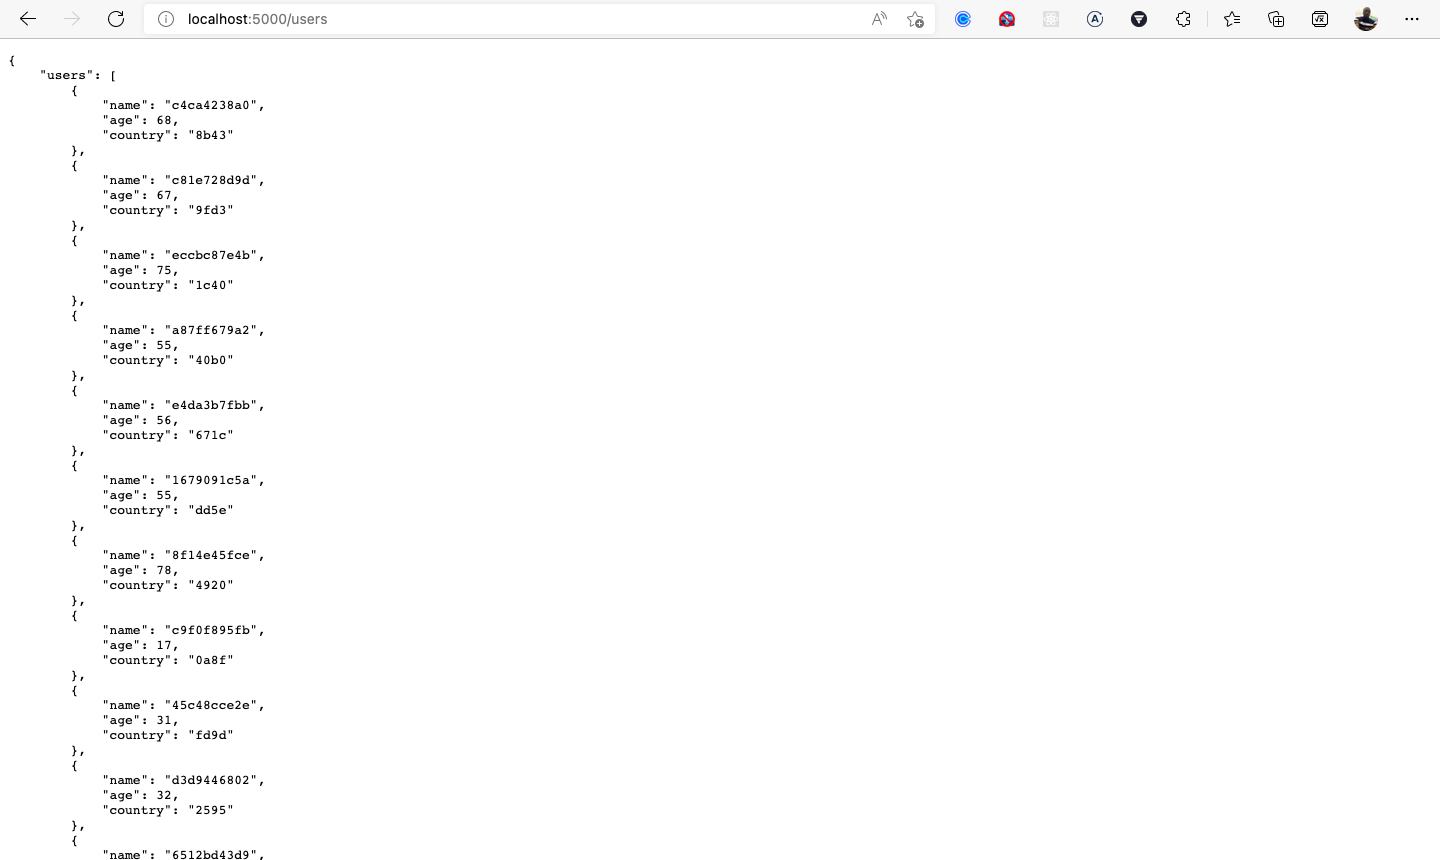 localhost:5000/users
{
    "users": [
        {
            "name": "c4ca4238a0",
            "age": 68,
            "country": "8b43"
        },
        {
            "name": "c81e728d9d",
            "age": 67,
            "country": "9fd3"
        },
        {
            "name": "eccbc87e4b",
            "age": 75,
            "country": "1c40"
        },
        {
            "name": "a87ff679a2",
            "age": 55,
            "country": "40b0"
        },
        {
            "name": "e4da3b7fbb",
            "age": 56,
            "country": "671c"
        },
        {
            "name": "1679091c5a",
            "age": 55,
            "country": "dd5e"
        },
        {
            "name": "8f14e45fce",
            "age": 78,
            "country": "4920"
        },
        {
            "name": "c9f0f895fb",
            "age": 17,
            "country": "0a8f"
        },
        {
            "name": "45c48cce2e",
            "age": 31,
            "country": "fd9d"
        },
        {
            "name": "d3d9446802",
            "age": 32,
            "country": "2595"
        },
        {
            "name": "6512bd43d9",